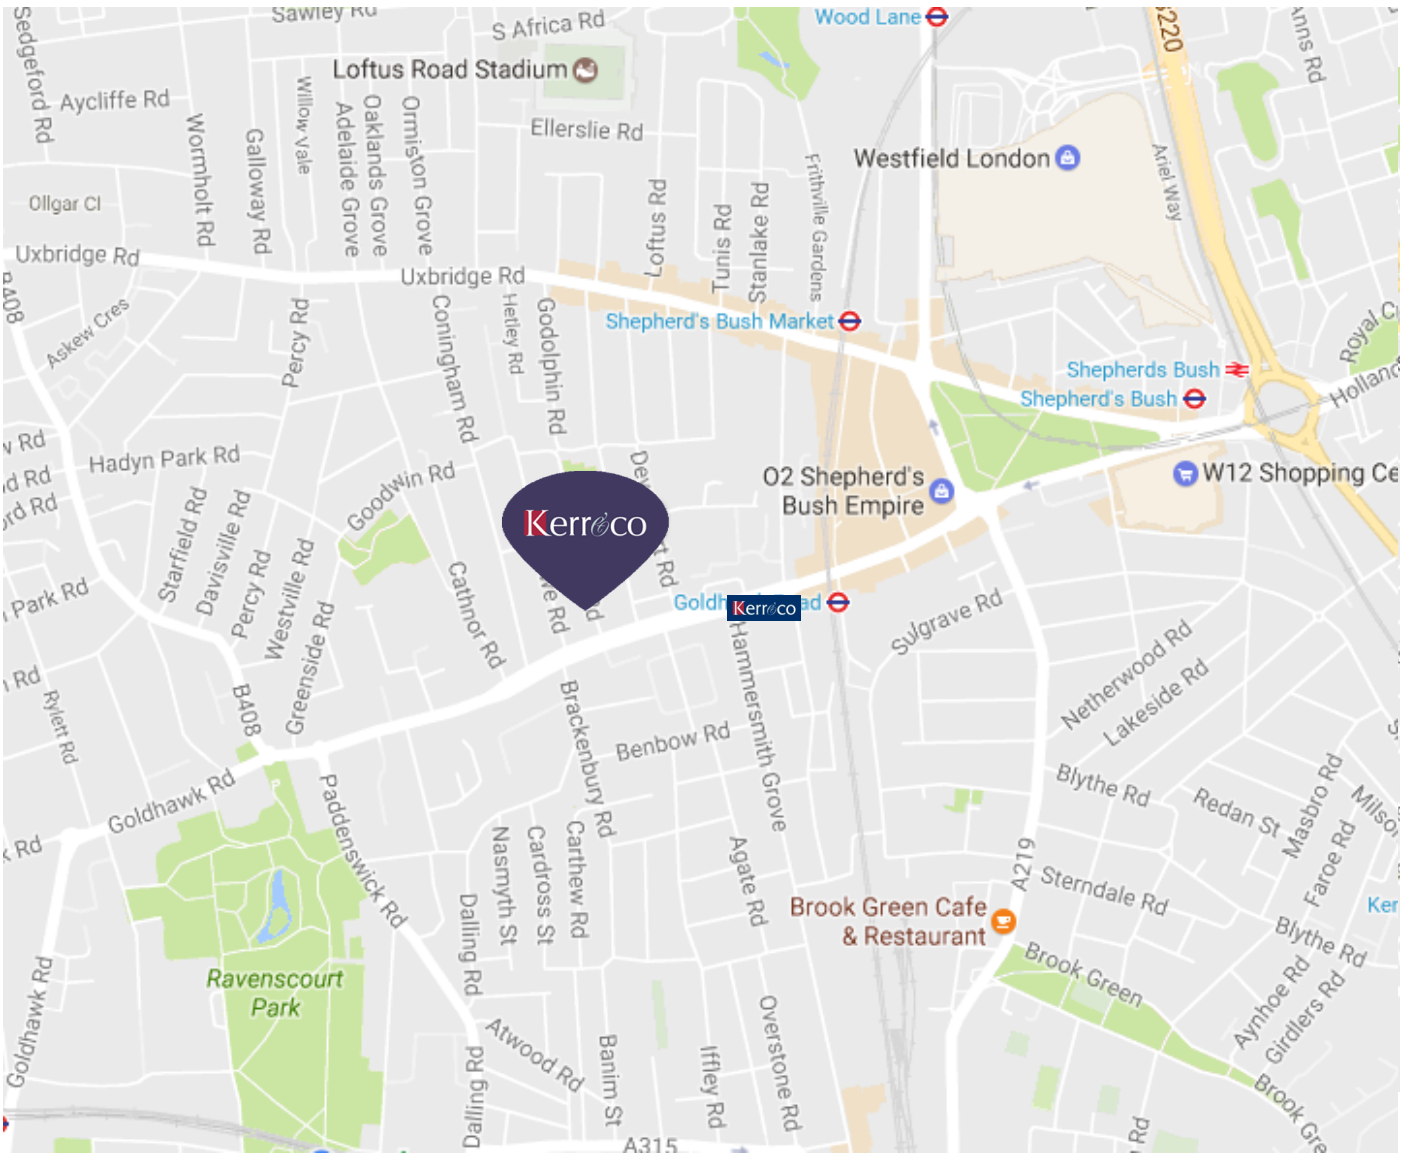 Sawley Rd
S Africa Rd
Wood Lane
Sedgeford Rd
Loftus Road Stadium
Anns Rd
Aycliffe Rd
Willow Vale
Adelaide Grove
Oaklands Grove
Ormiston Grove
Wormholt Rd
Galloway Rd
Ellerslie Rd
Westfield London
Ariel Way
Frithville Gardens
Ollgar Cl
Loftus Rd
Tunis Rd
Stanlake Rd
Uxbridge Rd
Uxbridge Rd
B408
Askew Cres
Percy Rd
Coningham Rd
Hetley Rd
Godolphin Rd
Shepherd's Bush Market
Royal C
Shepherds Bush
Shepherd's Bush
Holland
w Rd
Hadyn Park Rd
Goodwin Rd
O2 Shepherd's
Bush Empire
W12 Shopping Ce
Starfield Rd
Davisville Rd
Percy Rd
Westville Rd
Greenside Rd
Kerr&co
Cathnor Rd
we Rd
Kerr&co
Park Rd
Sulgrave Rd
Hammersmith Grove
Netherwood Rd
Lakeside Rd
Rylett Rd
B408
Brackenbury Rd
Benbow Rd
Goldhawk Rd
Paddenswick Rd
Blythe Rd
Redan St
Masbro Rd
Milso
Faroe Rd
Nasmyth St
Cardross St
Carthew Rd
Agate Rd
A219
Sterndale Rd
Dalling Rd
Brook Green Cafe
& Restaurant
Ker
Blythe Rd
Brook Green
Aynhoe Rd
Girdlers Rd
Ravenscourt
Park
Goldhawk Rd
Atwood Rd
Dalling Rd
Banim St
Iffley Rd
Overstone Rd
Brook Gre
A315